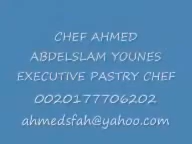 CHEF AHMED
ABDELSLAM YOUNES
EXECUTIVE PASTRY CHEF
0020177706202
ahmedsfah@yahoo.com